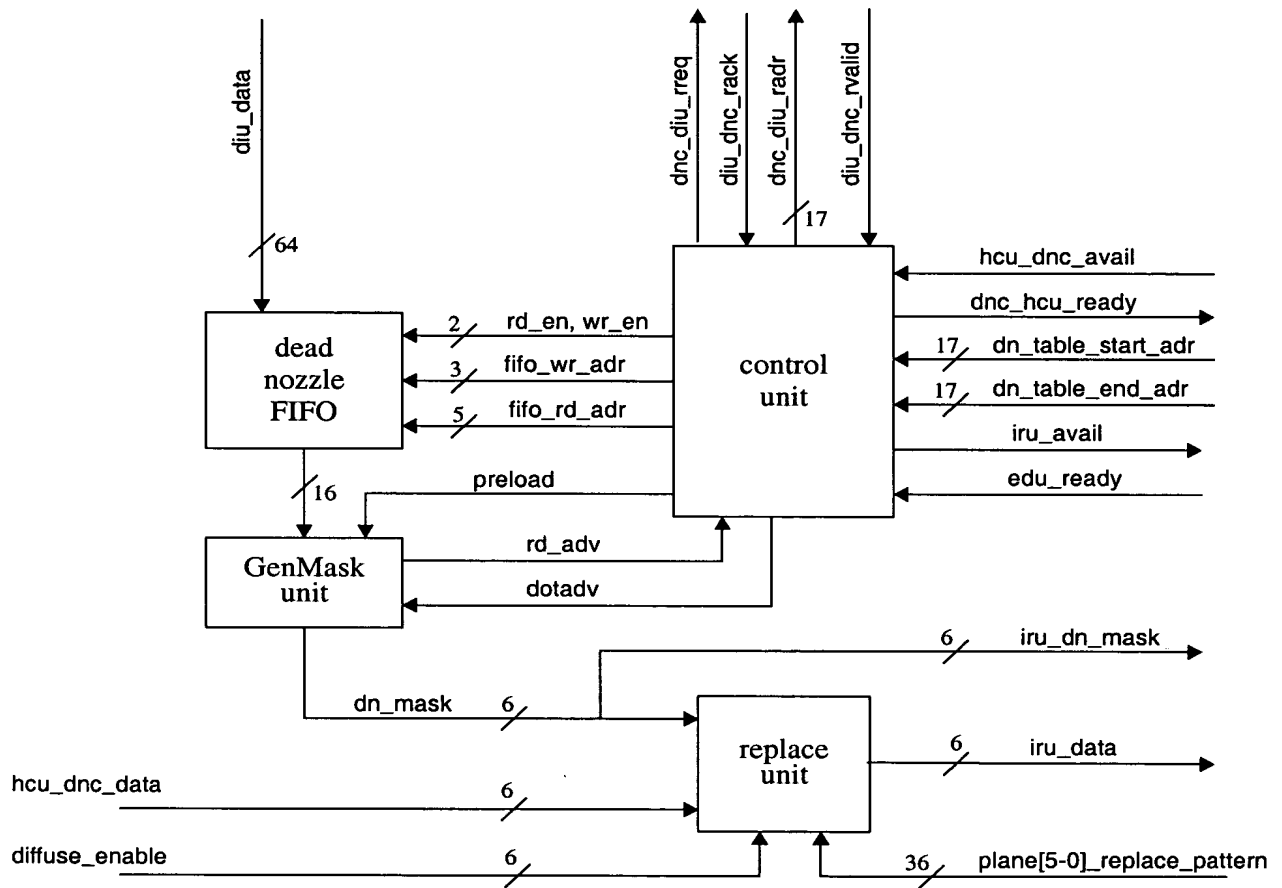 diu_data
dnc_diu_rreq
diu_dnc_rack
dnc_diu_radr
diu_dnc_rvalid
17
64
hcu_dnc_avail
dnc_hcu_ready
17 dn_table_start_adr
17 dn_table_end_adr
iru_avail
edu_ready
control
unit
2 rd_en, wr_en
3 fifo_wr_adr
5 fifo_rd_adr
dead
nozzle
FIFO
16
preload
rd_adv
dotadv
GenMask
unit
6 iru_dn_mask
dn_mask 6
replace
unit
6 iru_data
hcu_dnc_data
6
diffuse_enable
6
36 plane[5-0]_replace_pattern